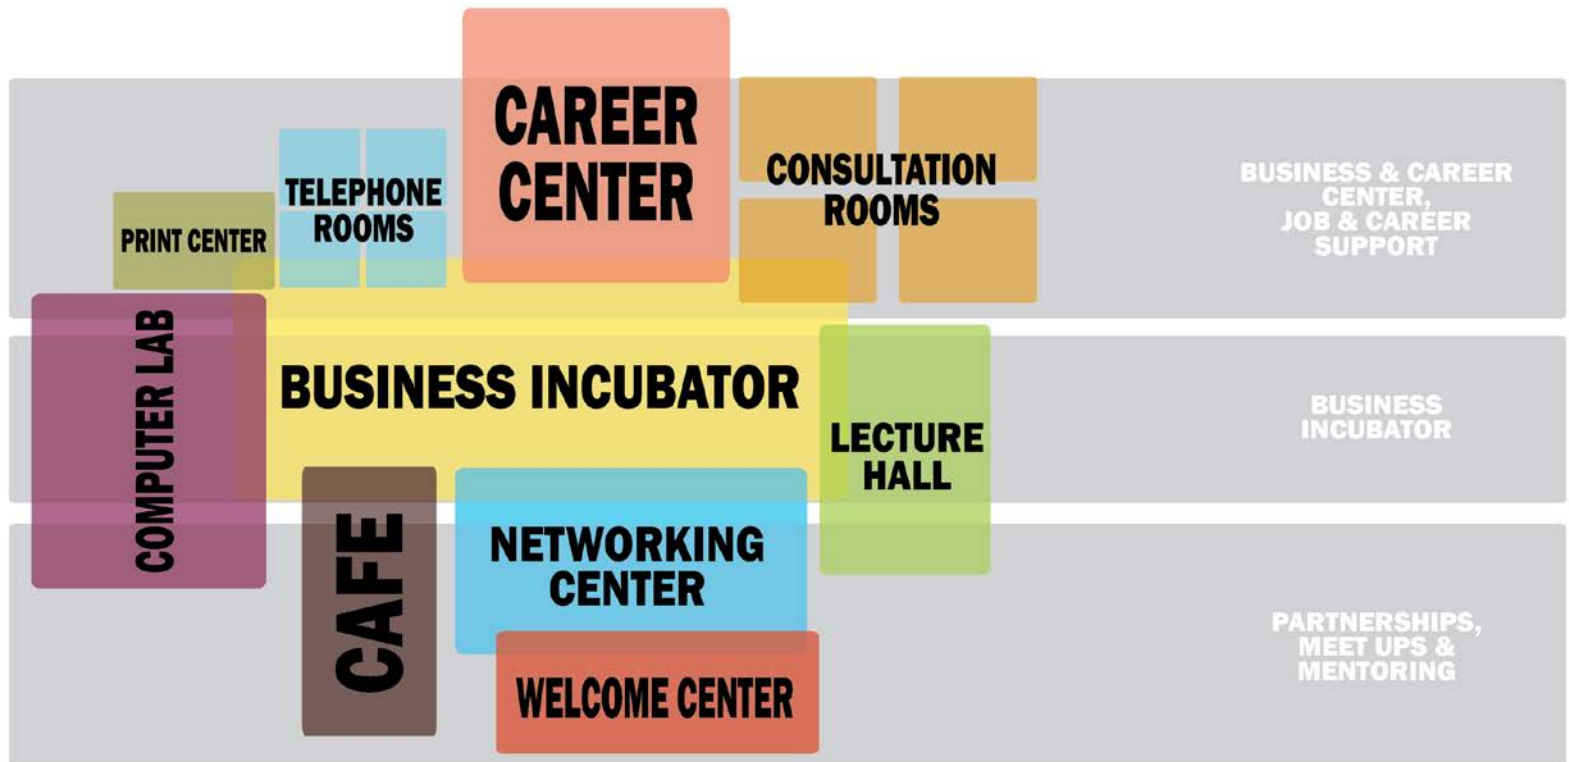 CAREER
CENTER
CONSULTATION
ROOMS
TELEPHONE
ROOMS
PRINT CENTER
BUSINESS & CAREER
CENTER,
JOB & CAREER
SUPPORT
COMPUTER LAB
BUSINESS INCUBATOR
LECTURE
HALL
BUSINESS
INCUBATOR
CAFE
NETWORKING
CENTER
WELCOME CENTER
PARTNERSHIPS,
MEET UPS &
MENTORING